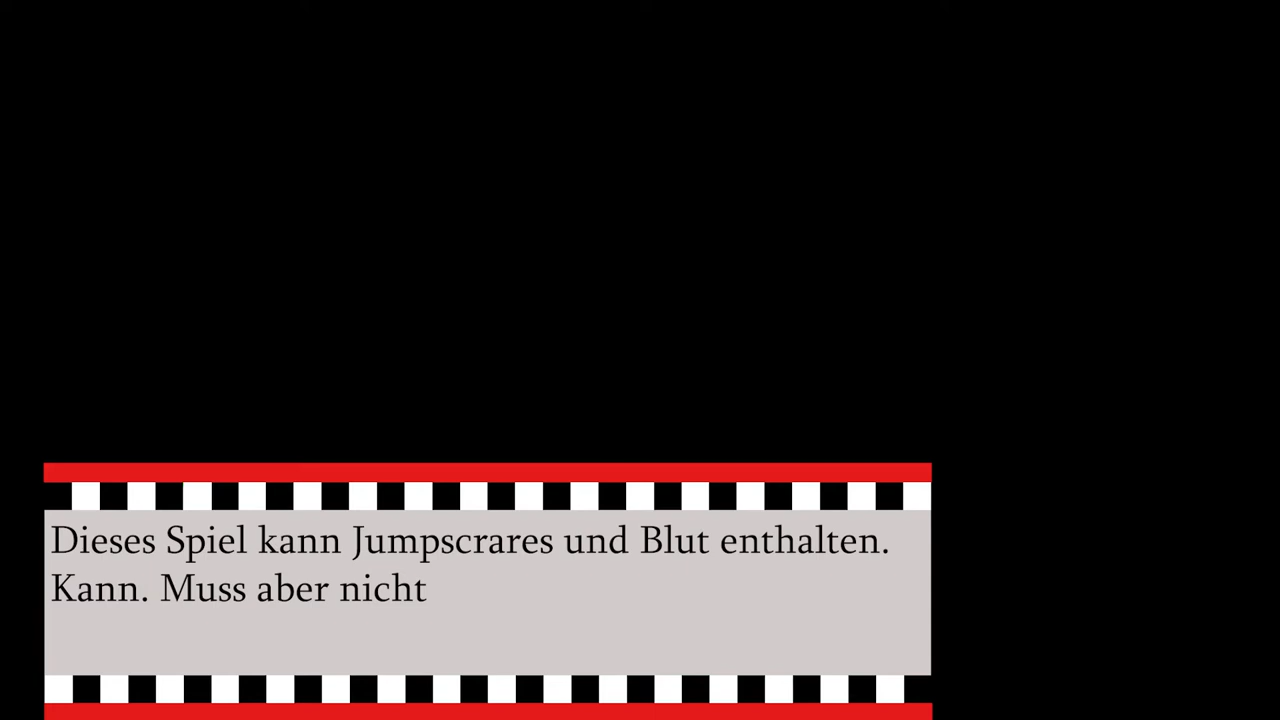 Dieses Spiel kann Jumpscrares und Blut enthalten.
Kann. Muss aber nicht